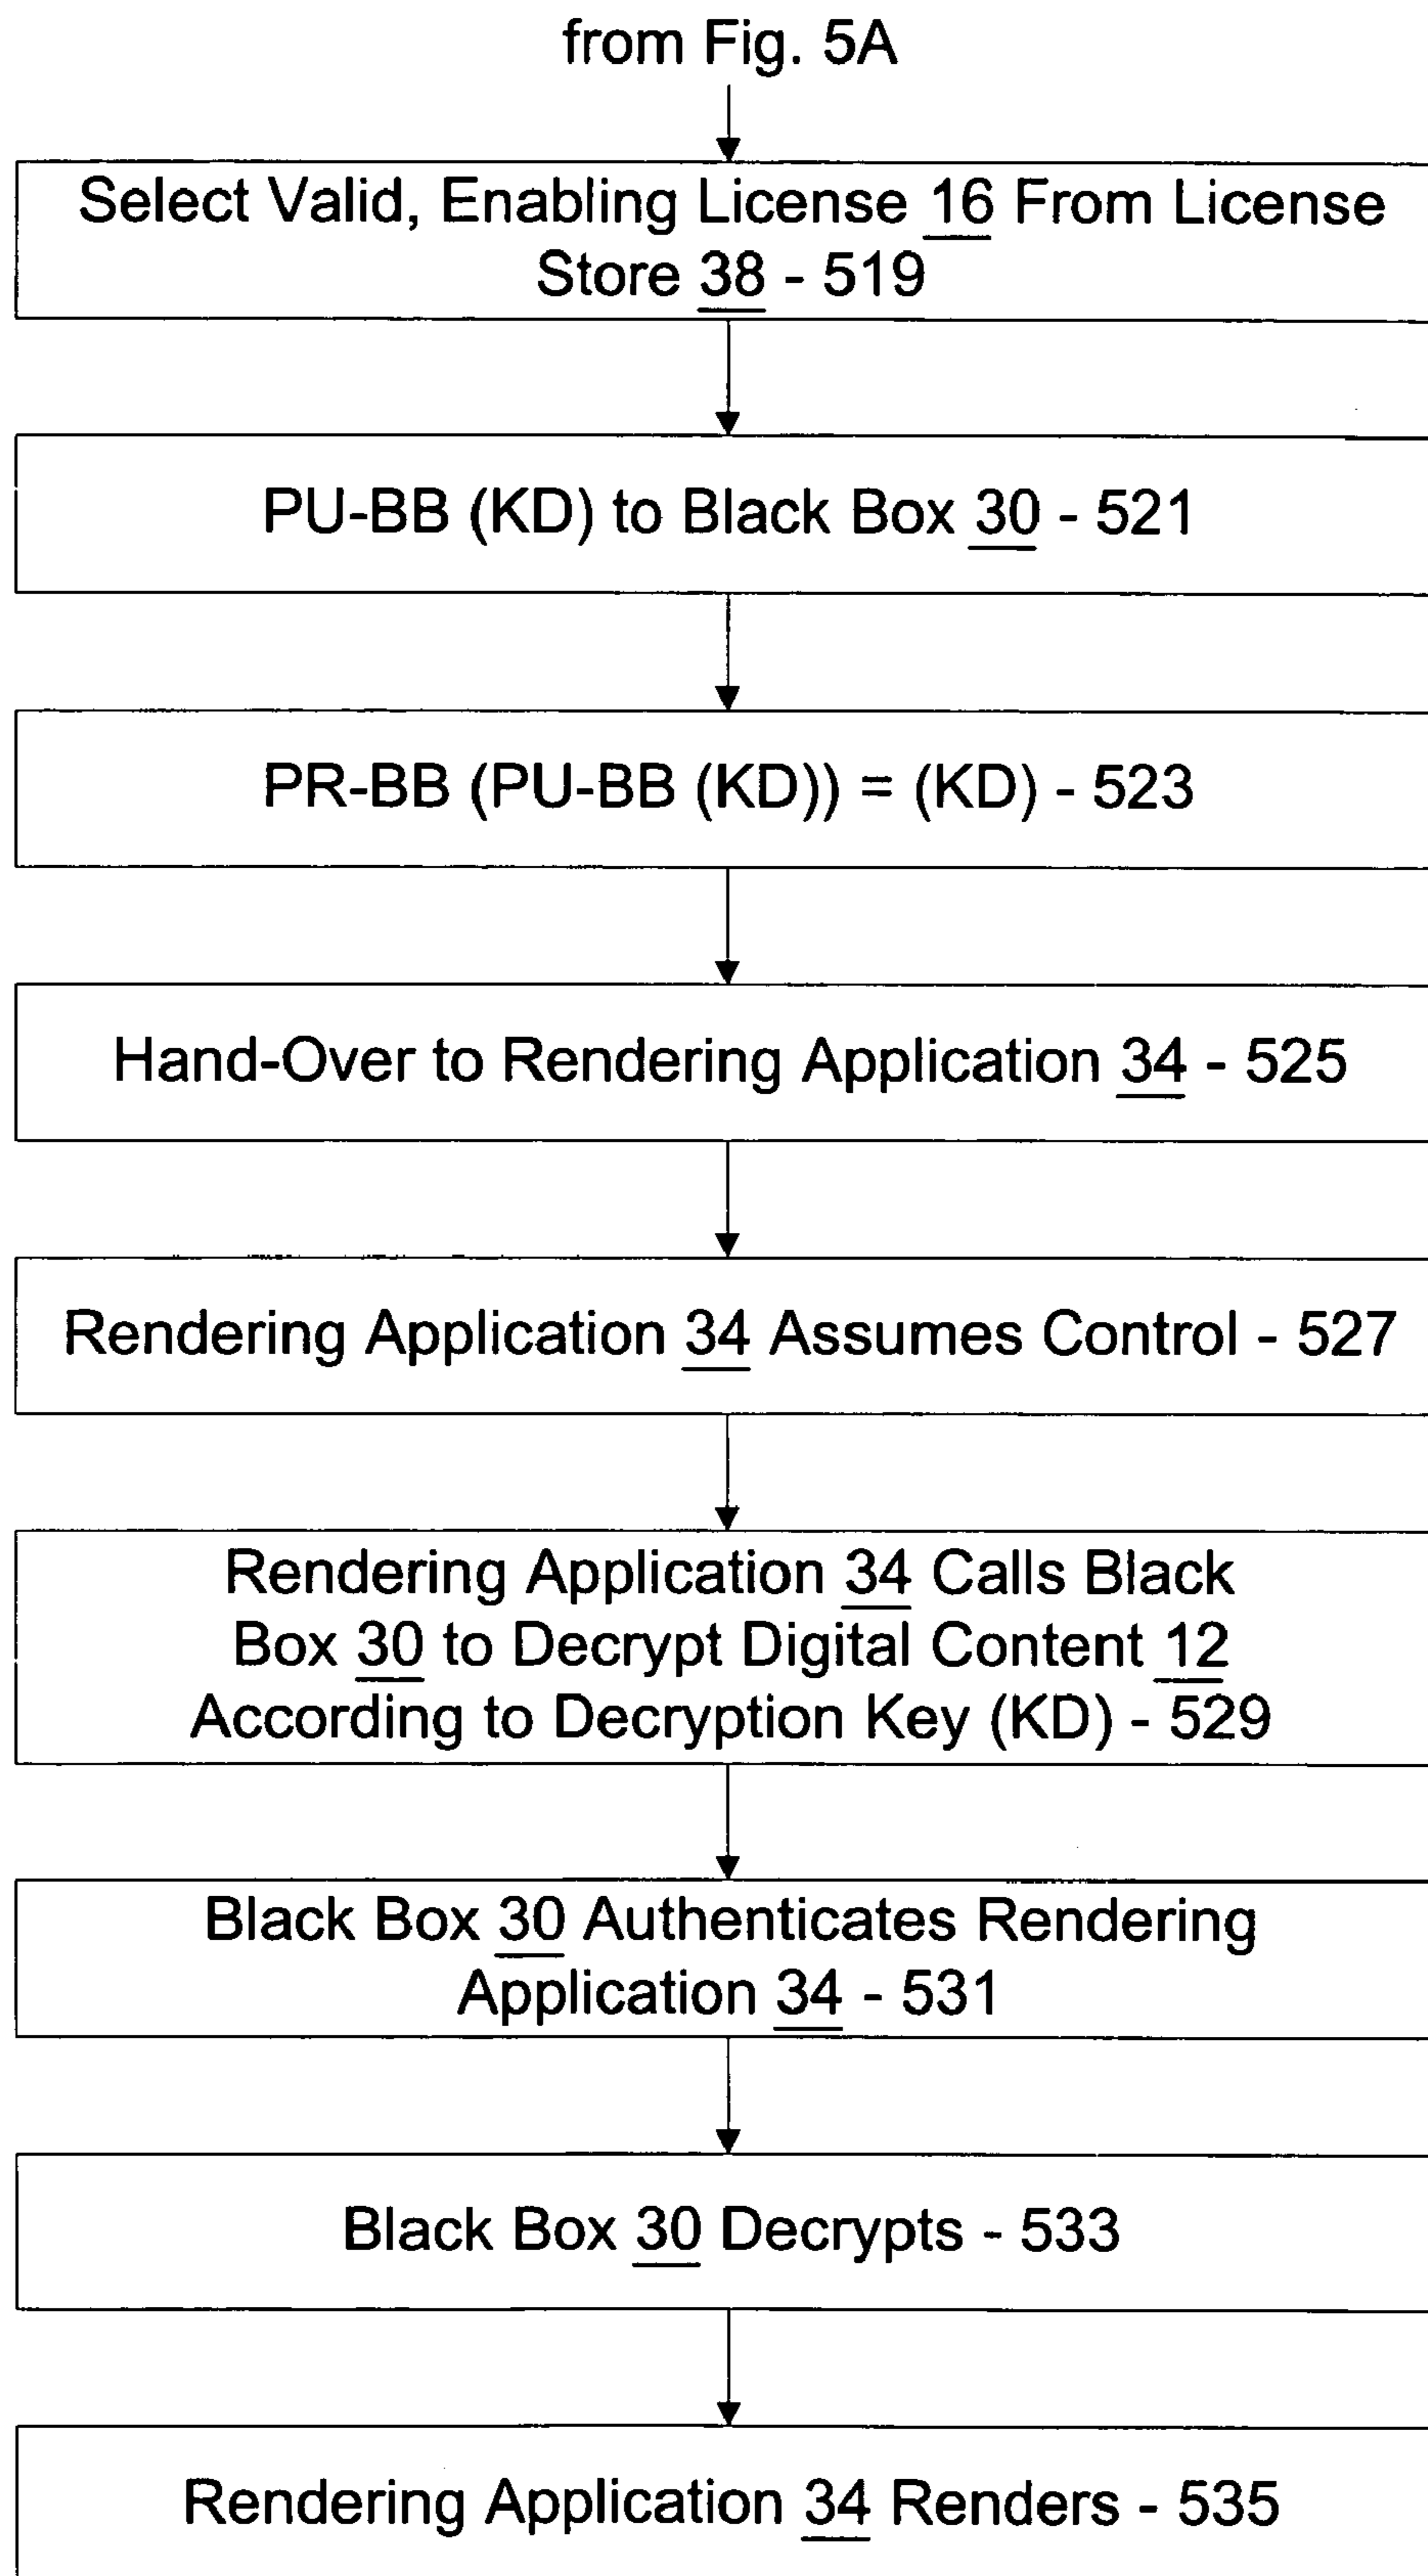 from Fig. 5A
Select Valid, Enabling License 16 From License
Store 38 - 519
PU-BB (KD) to Black Box 30 - 521
PR-BB (PU-BB (KD)) = (KD) - 523
Hand-Over to Rendering Application 34 - 525
Rendering Application 34 Assumes Control - 527
Rendering Application 34 Calls Black
Box 30 to Decrypt Digital Content 12
According to Decryption Key (KD) - 529
Black Box 30 Authenticates Rendering
Application 34 - 531
Black Box 30 Decrypts - 533
Rendering Application 34 Renders - 535